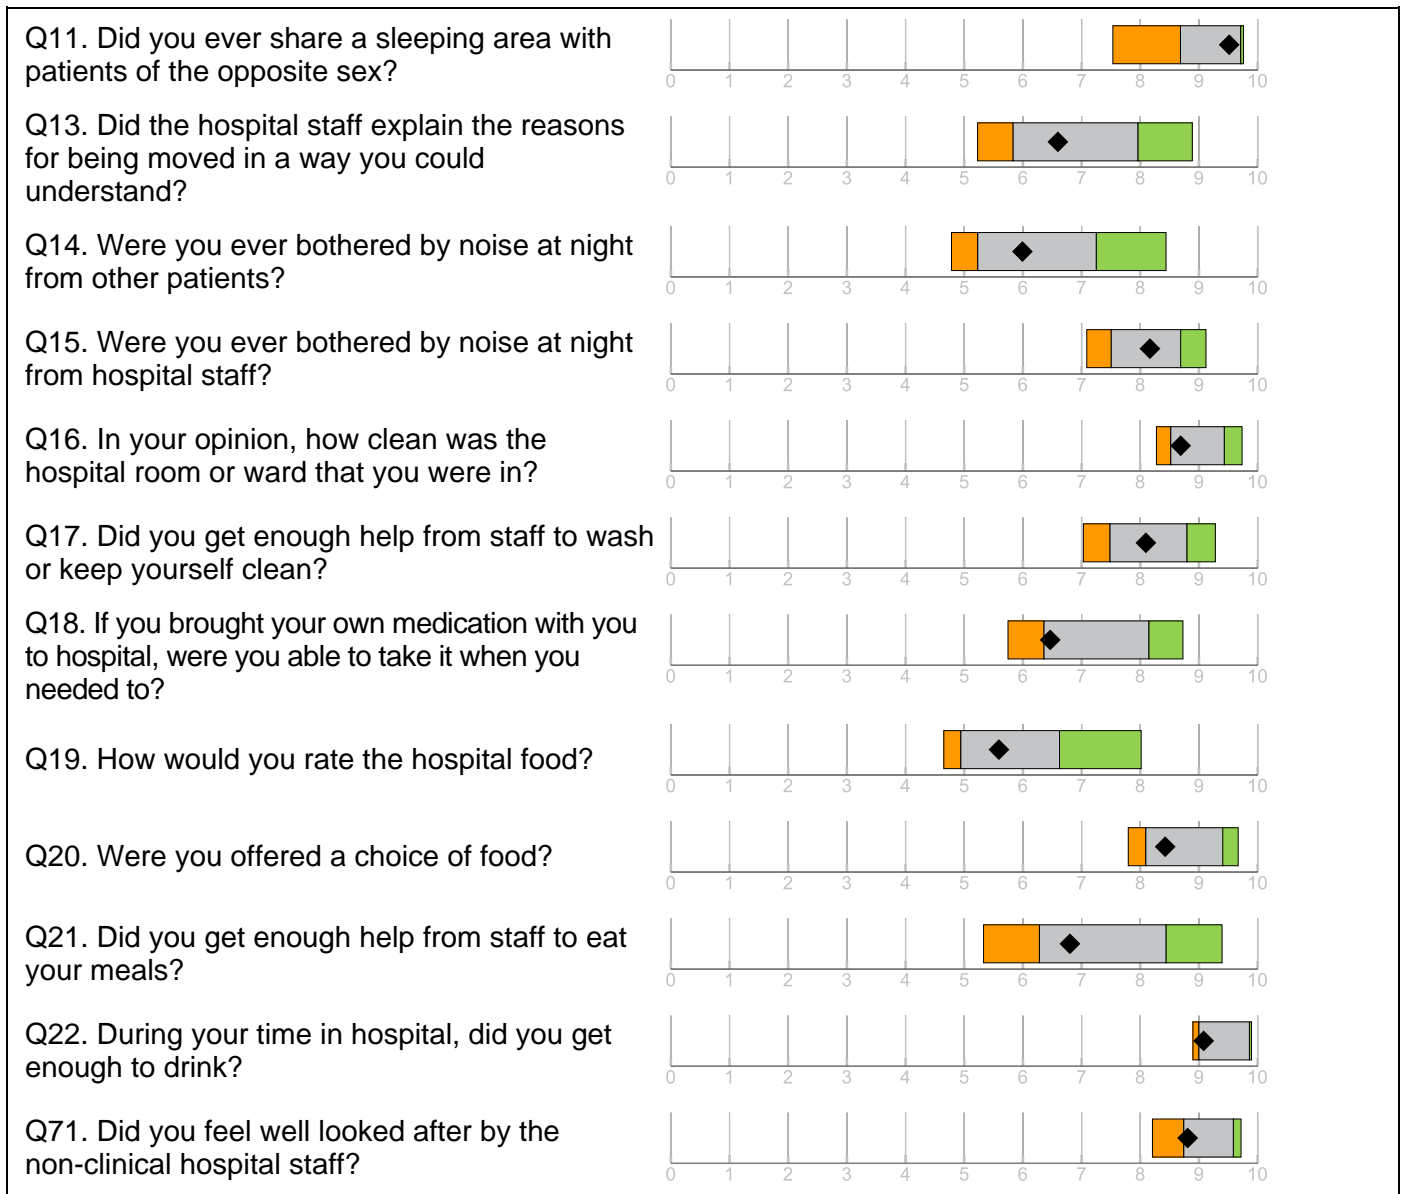 Q11. Did you ever share a sleeping area with
patients of the opposite sex?
0 1 2 3 4 5 6 7 8 9 10
Q13. Did the hospital staff explain the reasons
for being moved in a way you could
understand?
0 1 2 3 4 5 6 7 8 9 10
Q14. Were you ever bothered by noise at night
from other patients?
0 1 2 3 4 5 6 7 8 9 10
Q15. Were you ever bothered by noise at night
from hospital staff?
0 1 2 3 4 5 6 7 8 9 10
Q16. In your opinion, how clean was the
hospital room or ward that you were in?
0 1 2 3 4 5 6 7 8 9 10
Q17. Did you get enough help from staff to wash
or keep yourself clean?
0 1 2 3 4 5 6 7 8 9 10
Q18. If you brought your own medication with you
to hospital, were you able to take it when you
needed to?
0 1 2 3 4 5 6 7 8 9 10
Q19. How would you rate the hospital food?
0 1 2 3 4 5 6 7 8 9 10
Q20. Were you offered a choice of food?
0 1 2 3 4 5 6 7 8 9 10
Q21. Did you get enough help from staff to eat
your meals?
0 1 2 3 4 5 6 7 8 9 10
Q22. During your time in hospital, did you get
enough to drink?
0 1 2 3 4 5 6 7 8 9 10
Q71. Did you feel well looked after by the
non-clinical hospital staff?
0 1 2 3 4 5 6 7 8 9 10